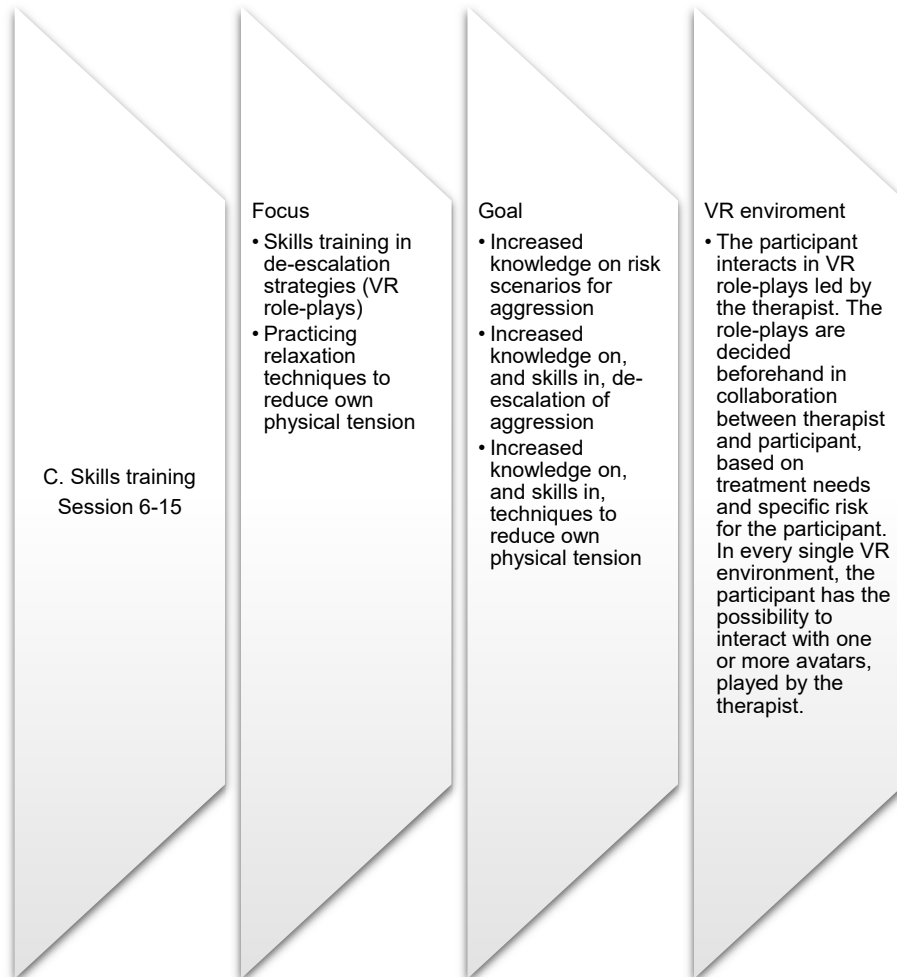 C. Skills training
Session 6-15
Focus
• Skills training in
de-escalation
strategies (VR
role-plays)
• Practicing
relaxation
techniques to
reduce own
physical tension
Goal
• Increased
knowledge on risk
scenarios for
aggression
• Increased
knowledge on,
and skills in, de-
escalation of
aggression
• Increased
knowledge on,
and skills in,
techniques to
reduce own
physical tension
VR enviroment
• The participant
interacts in VR
role-plays led by
the therapist. The
role-plays are
decided
beforehand in
collaboration
between therapist
and participant,
based on
treatment needs
and specific risk
for the participant.
In every single VR
environment, the
participant has the
possibility to
interact with one
or more avatars,
played by the
therapist.